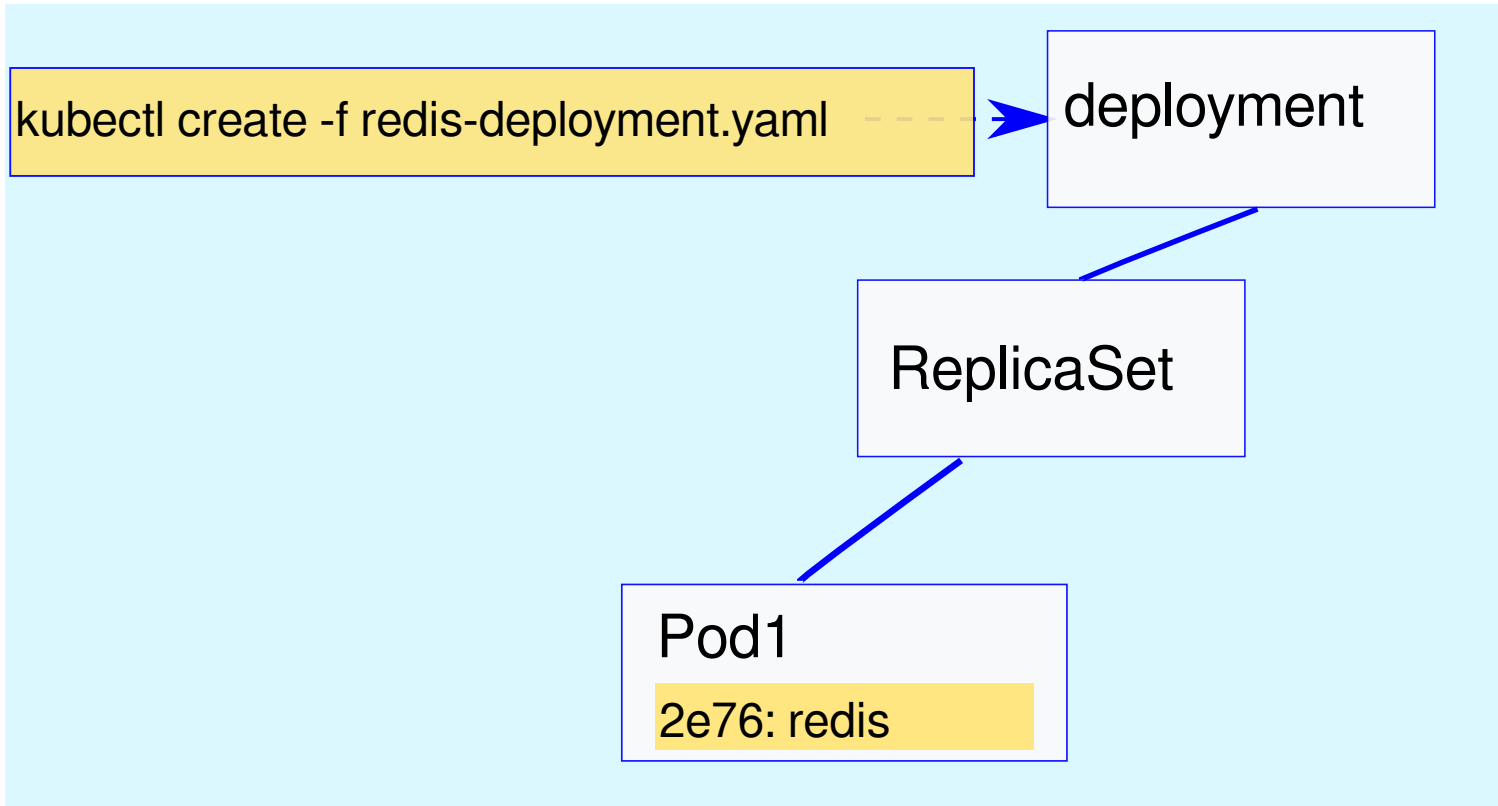 kubectl create -f redis-deployment.yaml
deployment
ReplicaSet
Pod1
2e76: redis